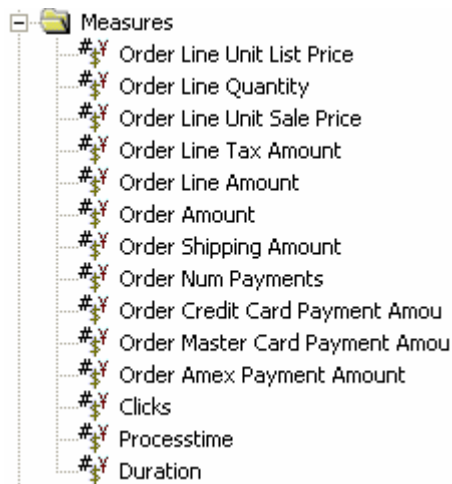 Measures
Order Line Unit List Price
Order Line Quantity
Order Line Unit Sale Price
Order Line Tax Amount
Order Line Amount
Order Amount
Order Shipping Amount
Order Num Payments
Order Credit Card Payment Amou
Order Master Card Payment Amou
Order Amex Payment Amount
Clicks
Processtime
Duration